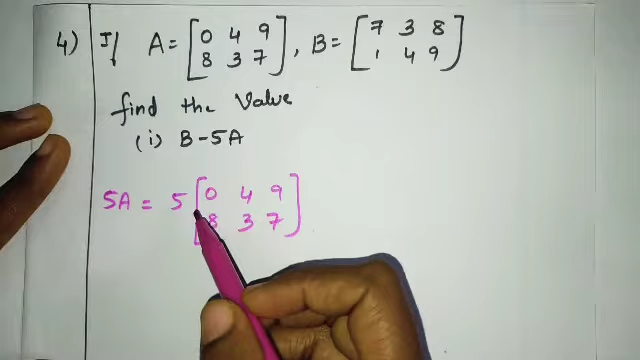 4) If A = [0 4 9], B = [7 3 8]
[8 3 7] [1 4 9]
find the Value
(i) B-5A
5A = 5 [0 4 9]
[8 3 7]